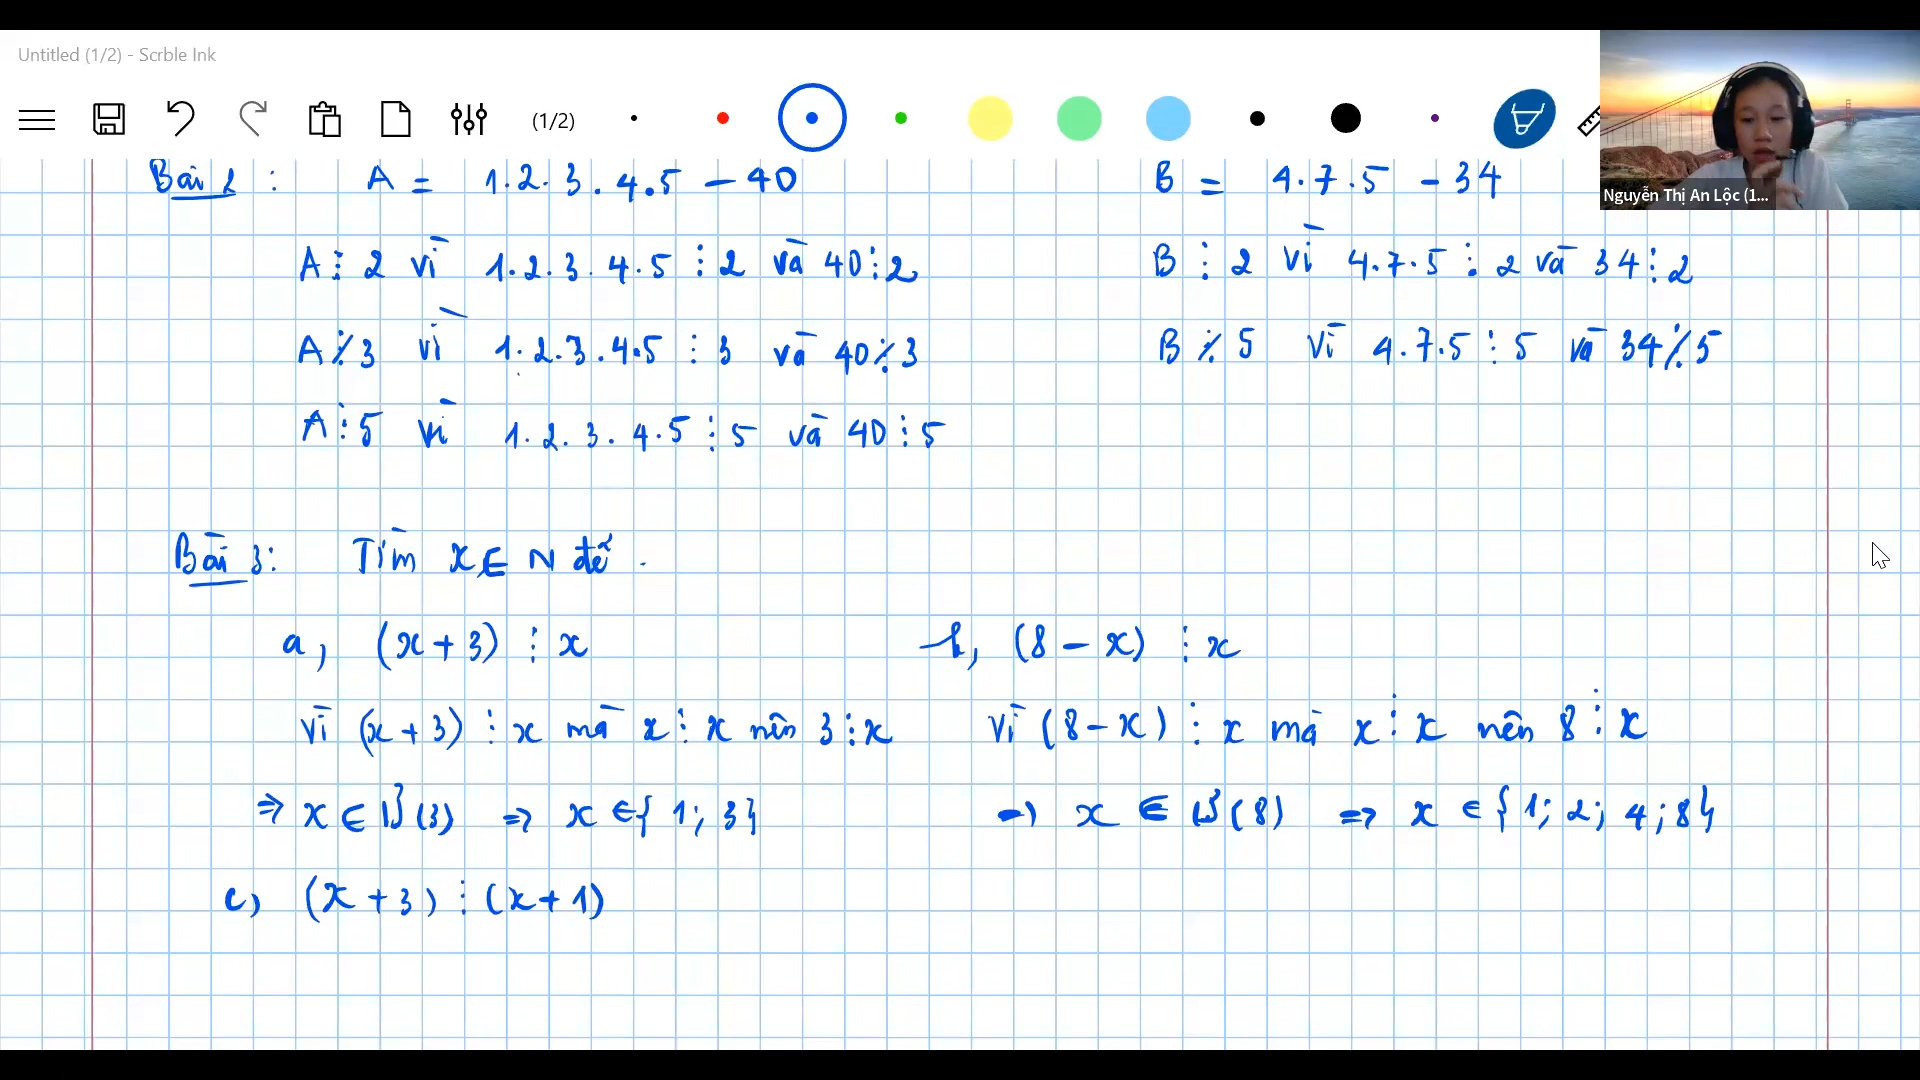 Untitled (1/2) - Scrble Ink
(1/2)
Nguyễn Thị An Lộc (1...
Bài 2 : A = 1.2.3.4.5 - 40 B = 4.7.5 - 34
A ⋮ 2 vì 1.2.3.4.5 ⋮ 2 và 40 ⋮ 2 B ⋮ 2 vì 4.7.5 ⋮ 2 và 34 ⋮ 2
A ⋮̸ 3 vì 1.2.3.4.5 ⋮ 3 và 40 ⋮̸ 3 B ⋮̸ 5 vì 4.7.5 ⋮ 5 và 34 ⋮̸ 5
A ⋮ 5 vì 1.2.3.4.5 ⋮ 5 và 40 ⋮ 5
Bài 3: Tìm x ∈ N để .
a, (x + 3) ⋮ x b, (8 - x) ⋮ x
vì (x + 3) ⋮ x mà x ⋮ x nên 3 ⋮ x vì (8 - x) ⋮ x mà x ⋮ x nên 8 ⋮ x
⇒ x ∈ Ư(3) ⇒ x ∈ { 1; 3} ⇒ x ∈ Ư(8) ⇒ x ∈ { 1; 2; 4; 8}
c) (x + 3) ⋮ (x + 1)